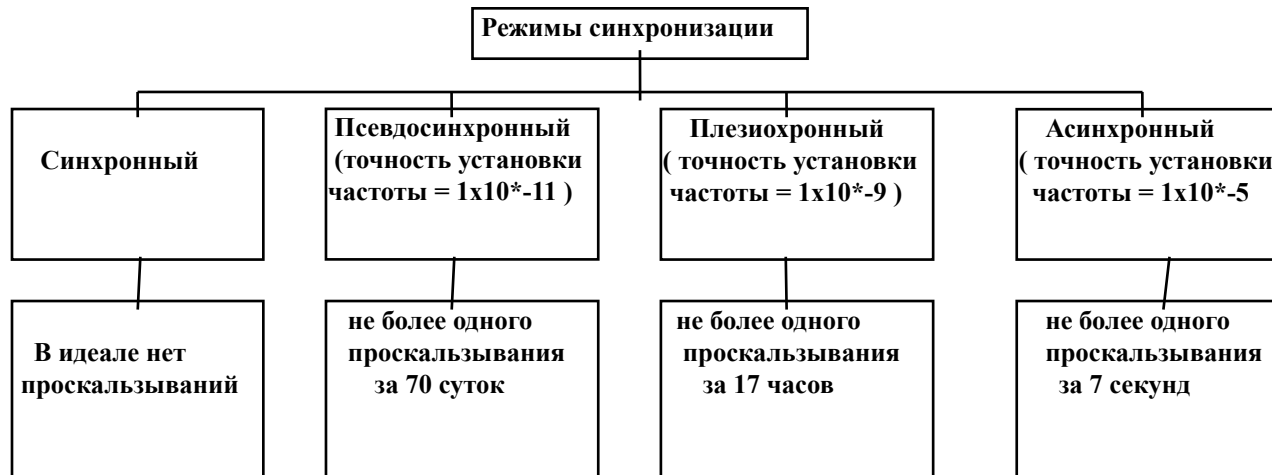 Режимы синхронизации
Синхронный
Псевдосинхронный
(точность установки
частоты = 1x10*-11 )
Плезиохронный
( точность установки
частоты = 1x10*-9 )
Асинхронный
( точность установки
частоты = 1x10*-5
В идеале нет
проскальзываний
не более одного
проскальзывания
за 70 суток
не более одного
проскальзывания
за 17 часов
не более одного
проскальзывания
за 7 секунд